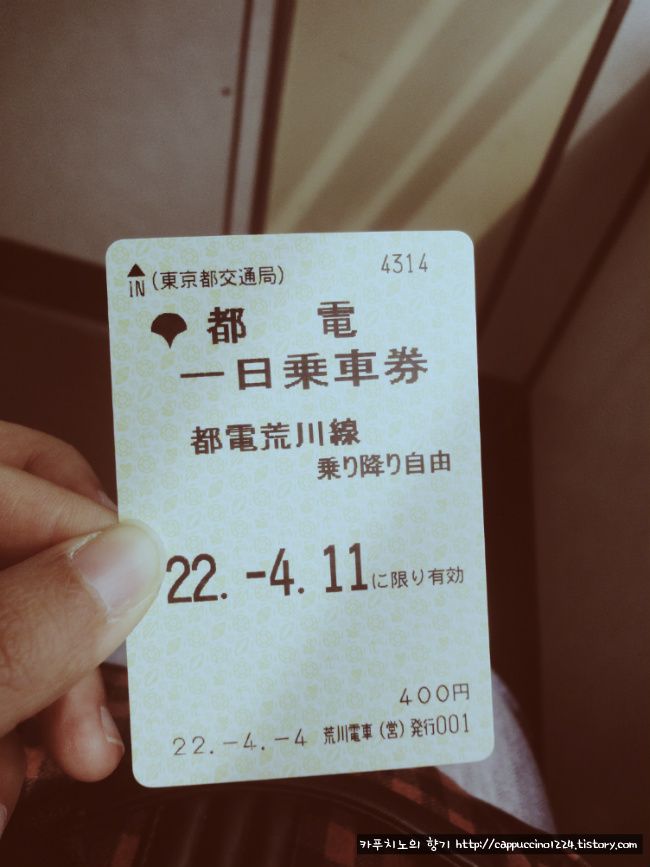 ▲ IN (東京都交通局) 4314
都 電
一日乗車券
都電荒川線
乗り降り自由
22.-4.11に限り有効
400円
22.-4.-4 荒川電車(営)発行001
카푸치노의 향기 http://cappuccino1224.tistory.com